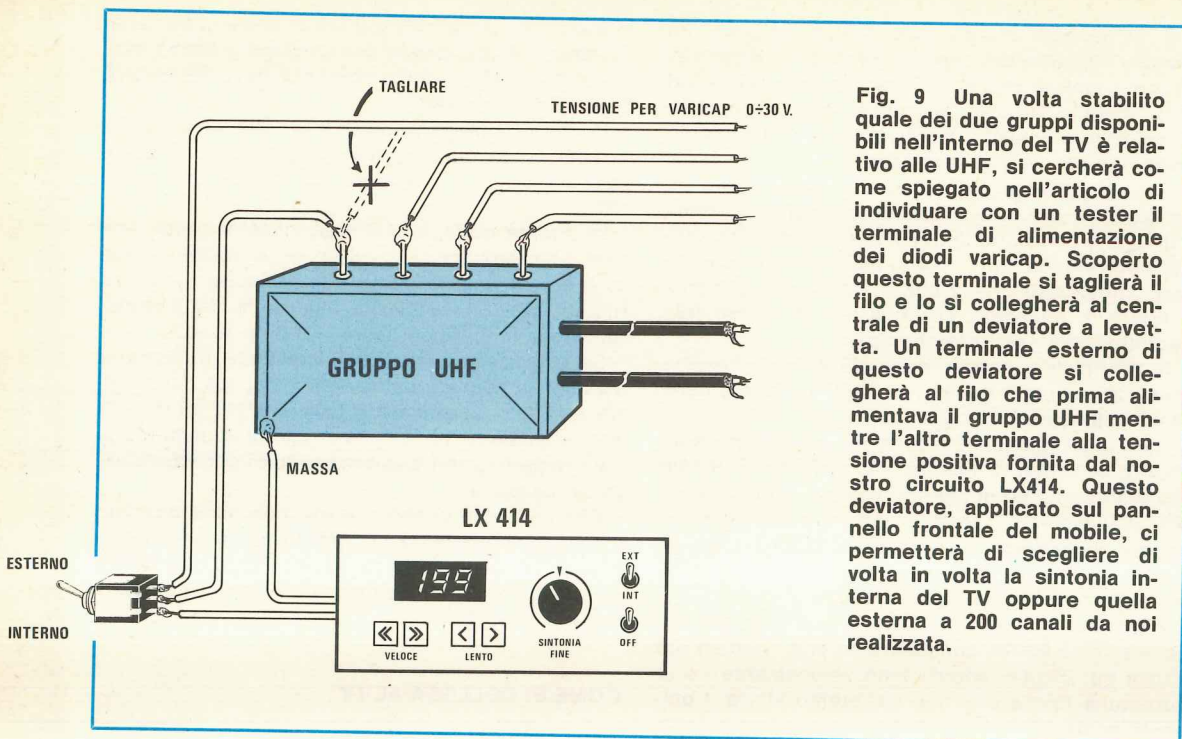 TAGLIARE
TENSIONE PER VARICAP 0÷30 V.
GRUPPO UHF
MASSA
LX 414
ESTERNO
INTERNO
199
EXT
INT
OFF
VELOCE
LENTO
SINTONIA
FINE
Fig. 9 Una volta stabilito
quale dei due gruppi disponi-
bili nell'interno del TV è rela-
tivo alle UHF, si cercherà co-
me spiegato nell'articolo di
individuare con un tester il
terminale di alimentazione
dei diodi varicap. Scoperto
questo terminale si taglierà il
filo e lo si collegherà al cen-
trale di un deviatore a levet-
ta. Un terminale esterno di
questo deviatore si colle-
gherà al filo che prima ali-
mentava il gruppo UHF men-
tre l'altro terminale alla ten-
sione positiva fornita dal no-
stro circuito LX414. Questo
deviatore, applicato sul pan-
nello frontale del mobile, ci
permetterà di scegliere di
volta in volta la sintonia in-
terna del TV oppure quella
esterna a 200 canali da noi
realizzata.